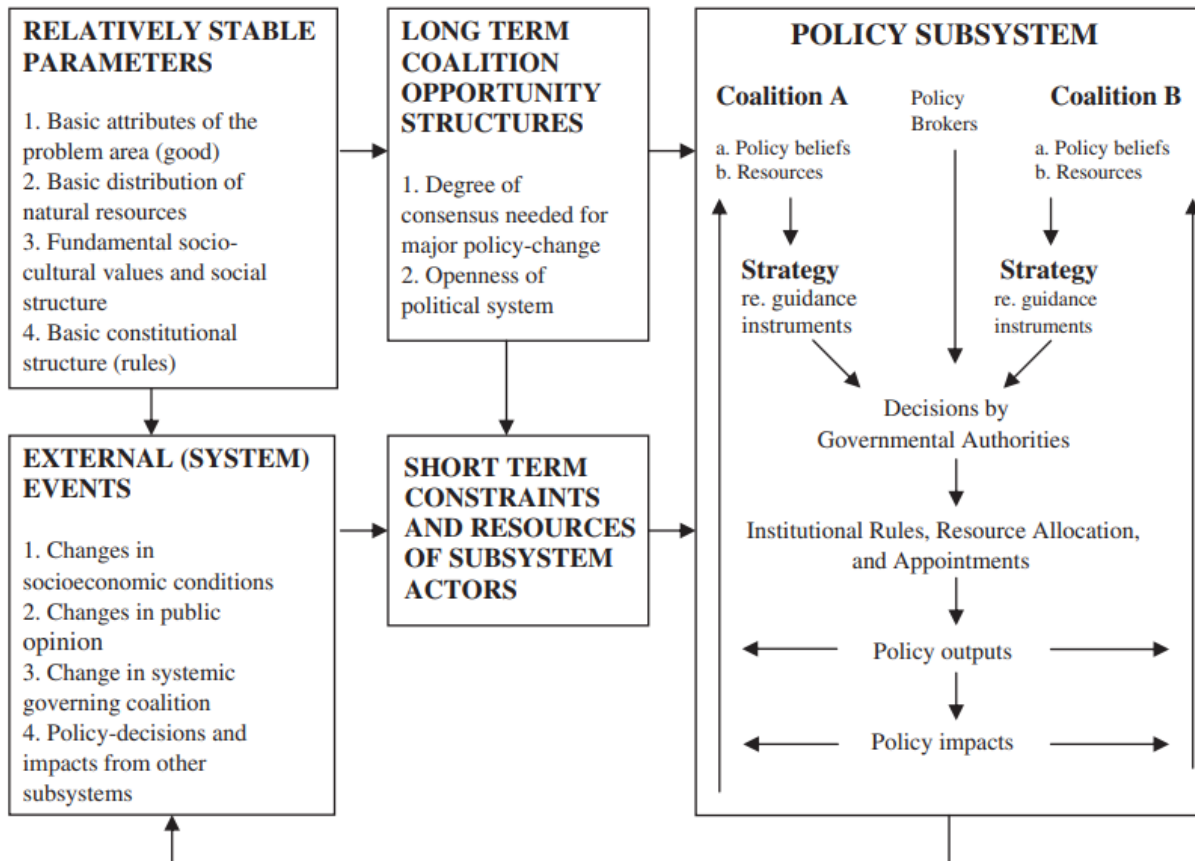 RELATIVELY STABLE
PARAMETERS
1. Basic attributes of the
problem area (good)
2. Basic distribution of
natural resources
3. Fundamental socio-
cultural values and social
structure
4. Basic constitutional
structure (rules)
LONG TERM
COALITION
OPPORTUNITY
STRUCTURES
1. Degree of
consensus needed for
major policy-change
2. Openness of
political system
EXTERNAL (SYSTEM)
EVENTS
1. Changes in
socioeconomic conditions
2. Changes in public
opinion
3. Change in systemic
governing coalition
4. Policy-decisions and
impacts from other
subsystems
SHORT TERM
CONSTRAINTS
AND RESOURCES
OF SUBSYSTEM
ACTORS
POLICY SUBSYSTEM
Coalition A
a. Policy beliefs
b. Resources
Strategy
re. guidance
instruments
Policy
Brokers
Coalition B
a. Policy beliefs
b. Resources
Strategy
re. guidance
instruments
Decisions by
Governmental Authorities
Institutional Rules, Resource Allocation,
and Appointments
Policy outputs
Policy impacts